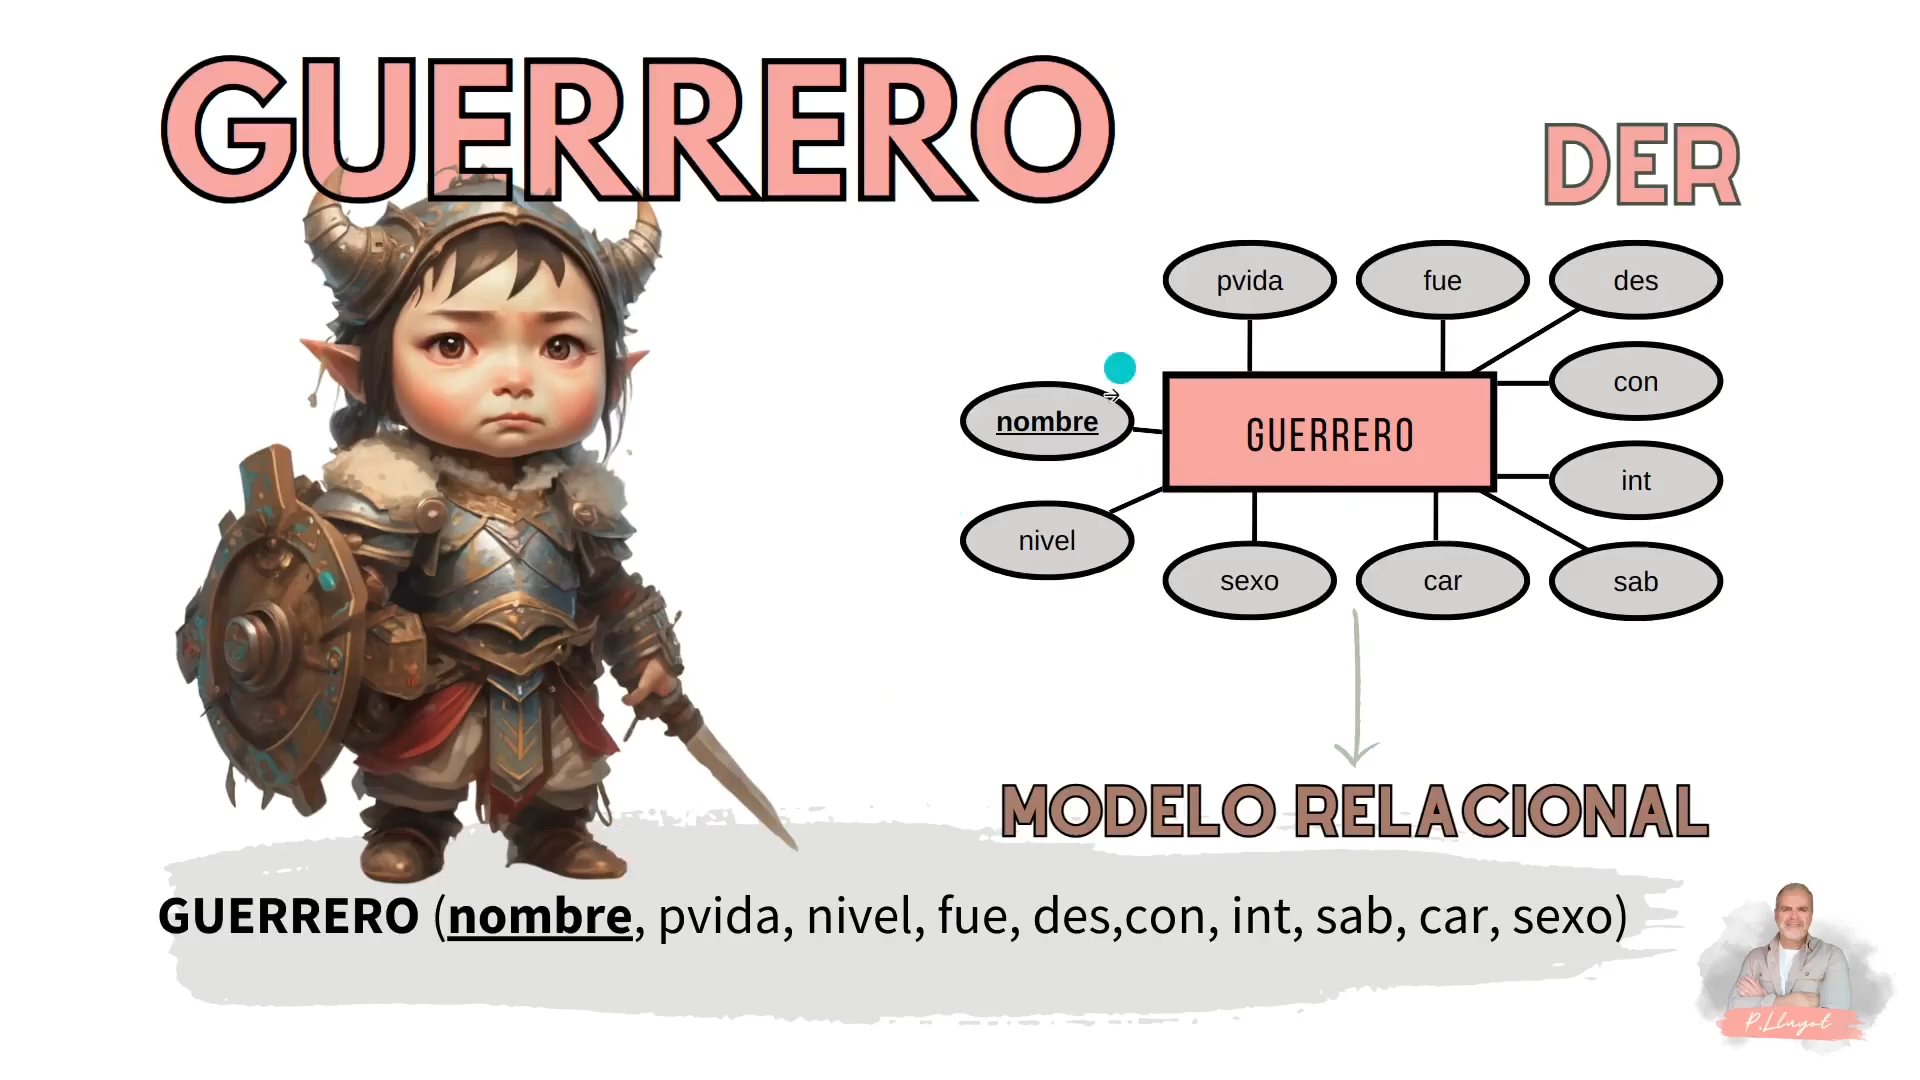 GUERRERO
DER
pvida
fue
des
con
nombre
GUERRERO
int
nivel
sexo
car
sab
MODELO RELACIONAL
GUERRERO (nombre, pvida, nivel, fue, des,con, int, sab, car, sexo)
P.Lluyot